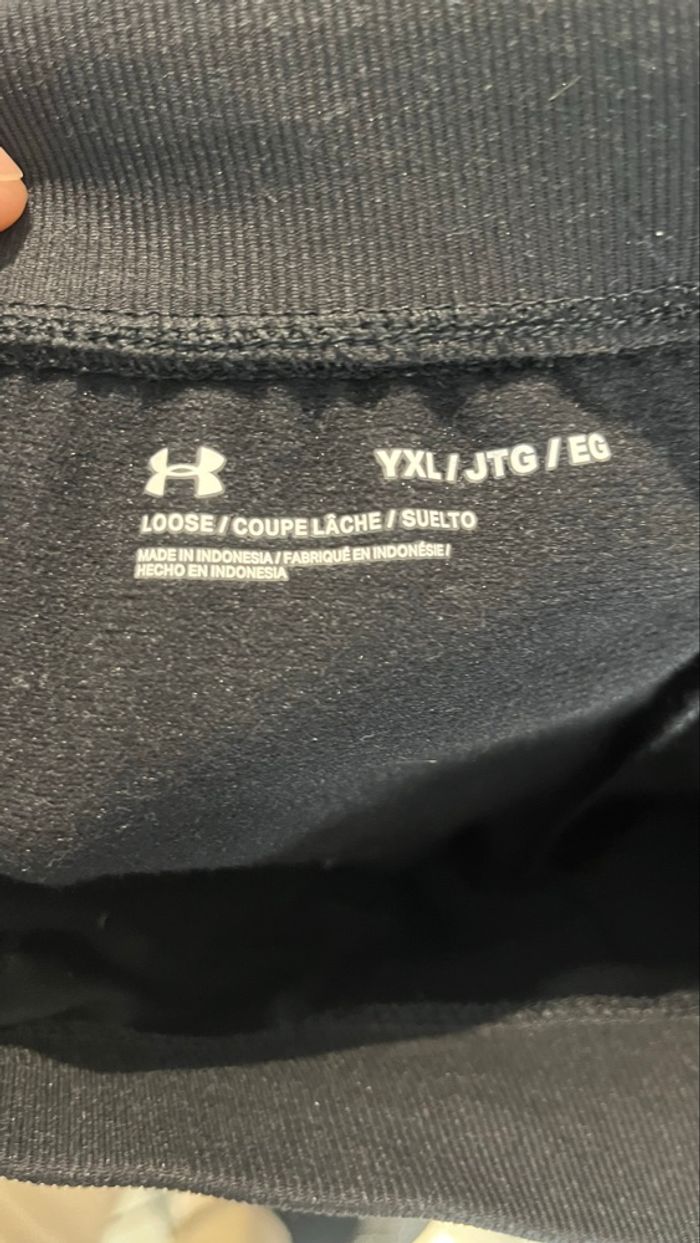 YXL / JTG / EG
LOOSE / COUPE LÂCHE / SUELTO
MADE IN INDONESIA / FABRIQUÉ EN INDONÉSIE /
HECHO EN INDONESIA